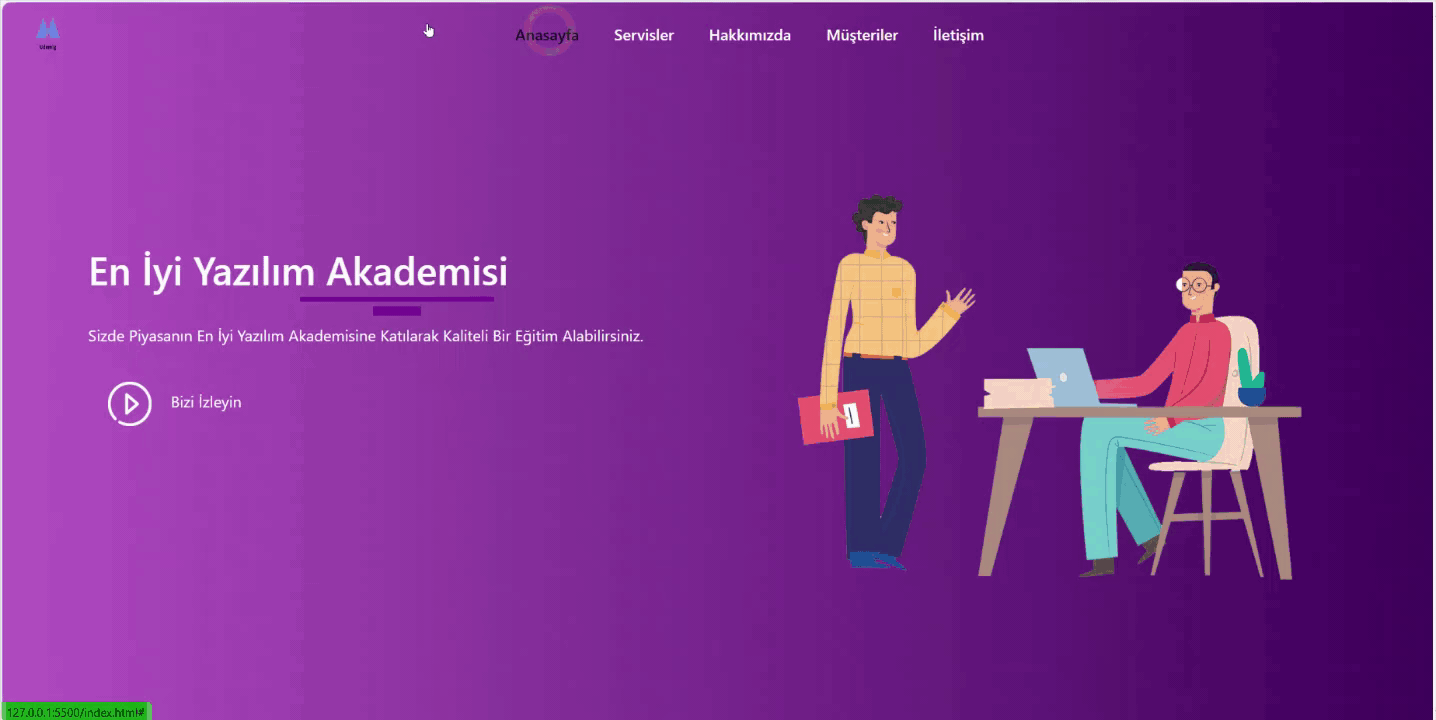 Anasayfa Servisler Hakkımızda Müşteriler İletişim
En İyi Yazılım Akademisi
Sizde Piyasanın En İyi Yazılım Akademisine Katılarak Kaliteli Bir Eğitim Alabilirsiniz.
Bizi İzleyin
127.0.0.1:5500/index.html#